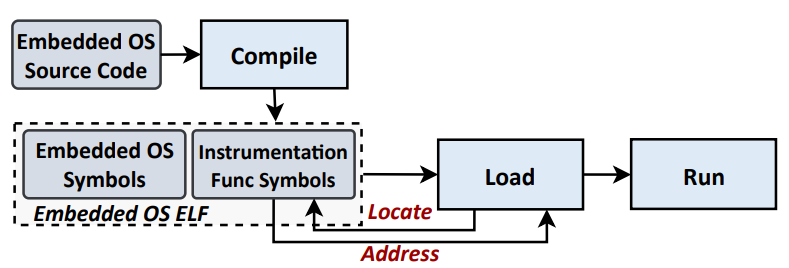 Embedded OS
Source Code
Compile
Embedded OS
Symbols
Instrumentation
Func Symbols
Embedded OS ELF
Load
Run
Locate
Address